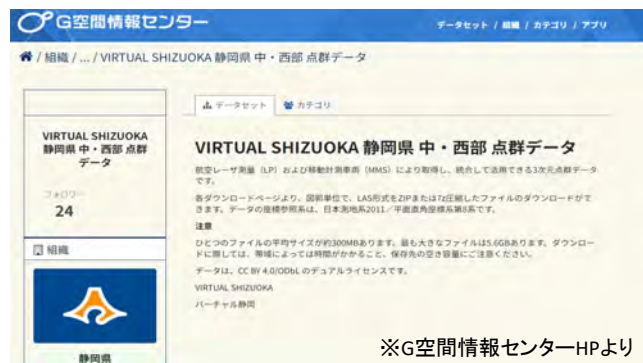 G空間情報センター
データセット / 組織 / カテゴリ / アプリ
/ 組織 / ... / VIRTUAL SHIZUOKA 静岡県 中・西部 点群データ
データセット カテゴリ
VIRTUAL SHIZUOKA
静岡県 中・西部 点群
データ
フォロワー
24
組織
静岡県
VIRTUAL SHIZUOKA 静岡県 中・西部 点群データ
航空レーザ測量（LP）および移動計測車両（MMS）により取得し、統合して活用できる3次元点群データ
です。
各ダウンロードページより、図郭単位で、LAS形式をZIPまたは7z圧縮したファイルのダウンロードがで
きます。データの座標参照系は、日本測地系2011／平面直角座標系第8系です。
注意
ひとつのファイルの平均サイズが約300MBあります。最も大きなファイルは5.6GBあります。ダウンロー
ドに際しては、帯域によっては時間がかかること、保存先の空き容量にご注意ください。
データは、CC BY 4.0/ODbL のデュアルライセンスです。
VIRTUAL SHIZUOKA
バーチャル静岡
※G空間情報センターHPより